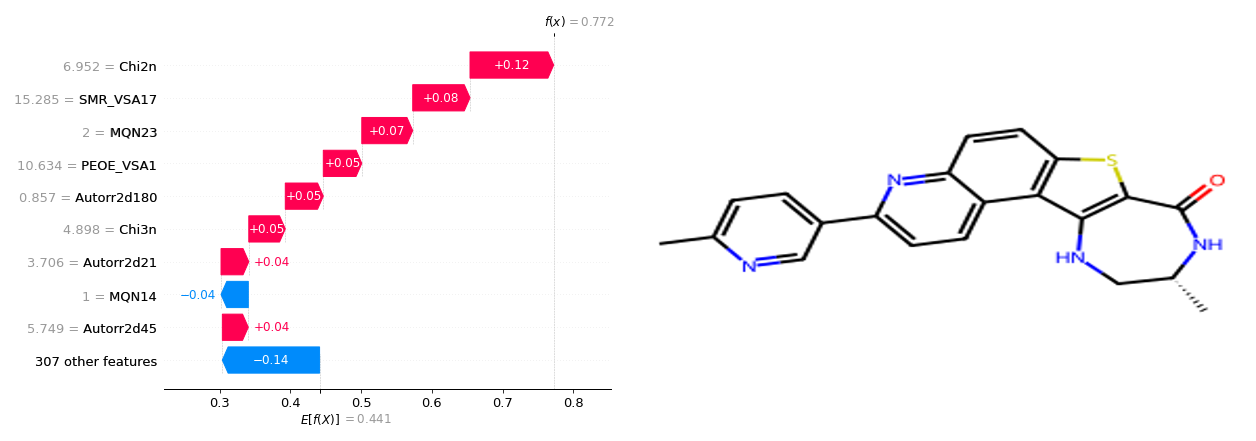 f(x) = 0.772
6.952 = Chi2n
+0.12
15.285 = SMR_VSA17
+0.08
2 = MQN23
+0.07
10.634 = PEOE_VSA1
+0.05
0.857 = Autorr2d180
+0.05
4.898 = Chi3n
+0.05
3.706 = Autorr2d21
+0.04
1 = MQN14
−0.04
5.749 = Autorr2d45
+0.04
307 other features
−0.14
0.3 0.4 0.5 0.6 0.7 0.8
E[f(X)] = 0.441
S
O
N
NH
HN
N